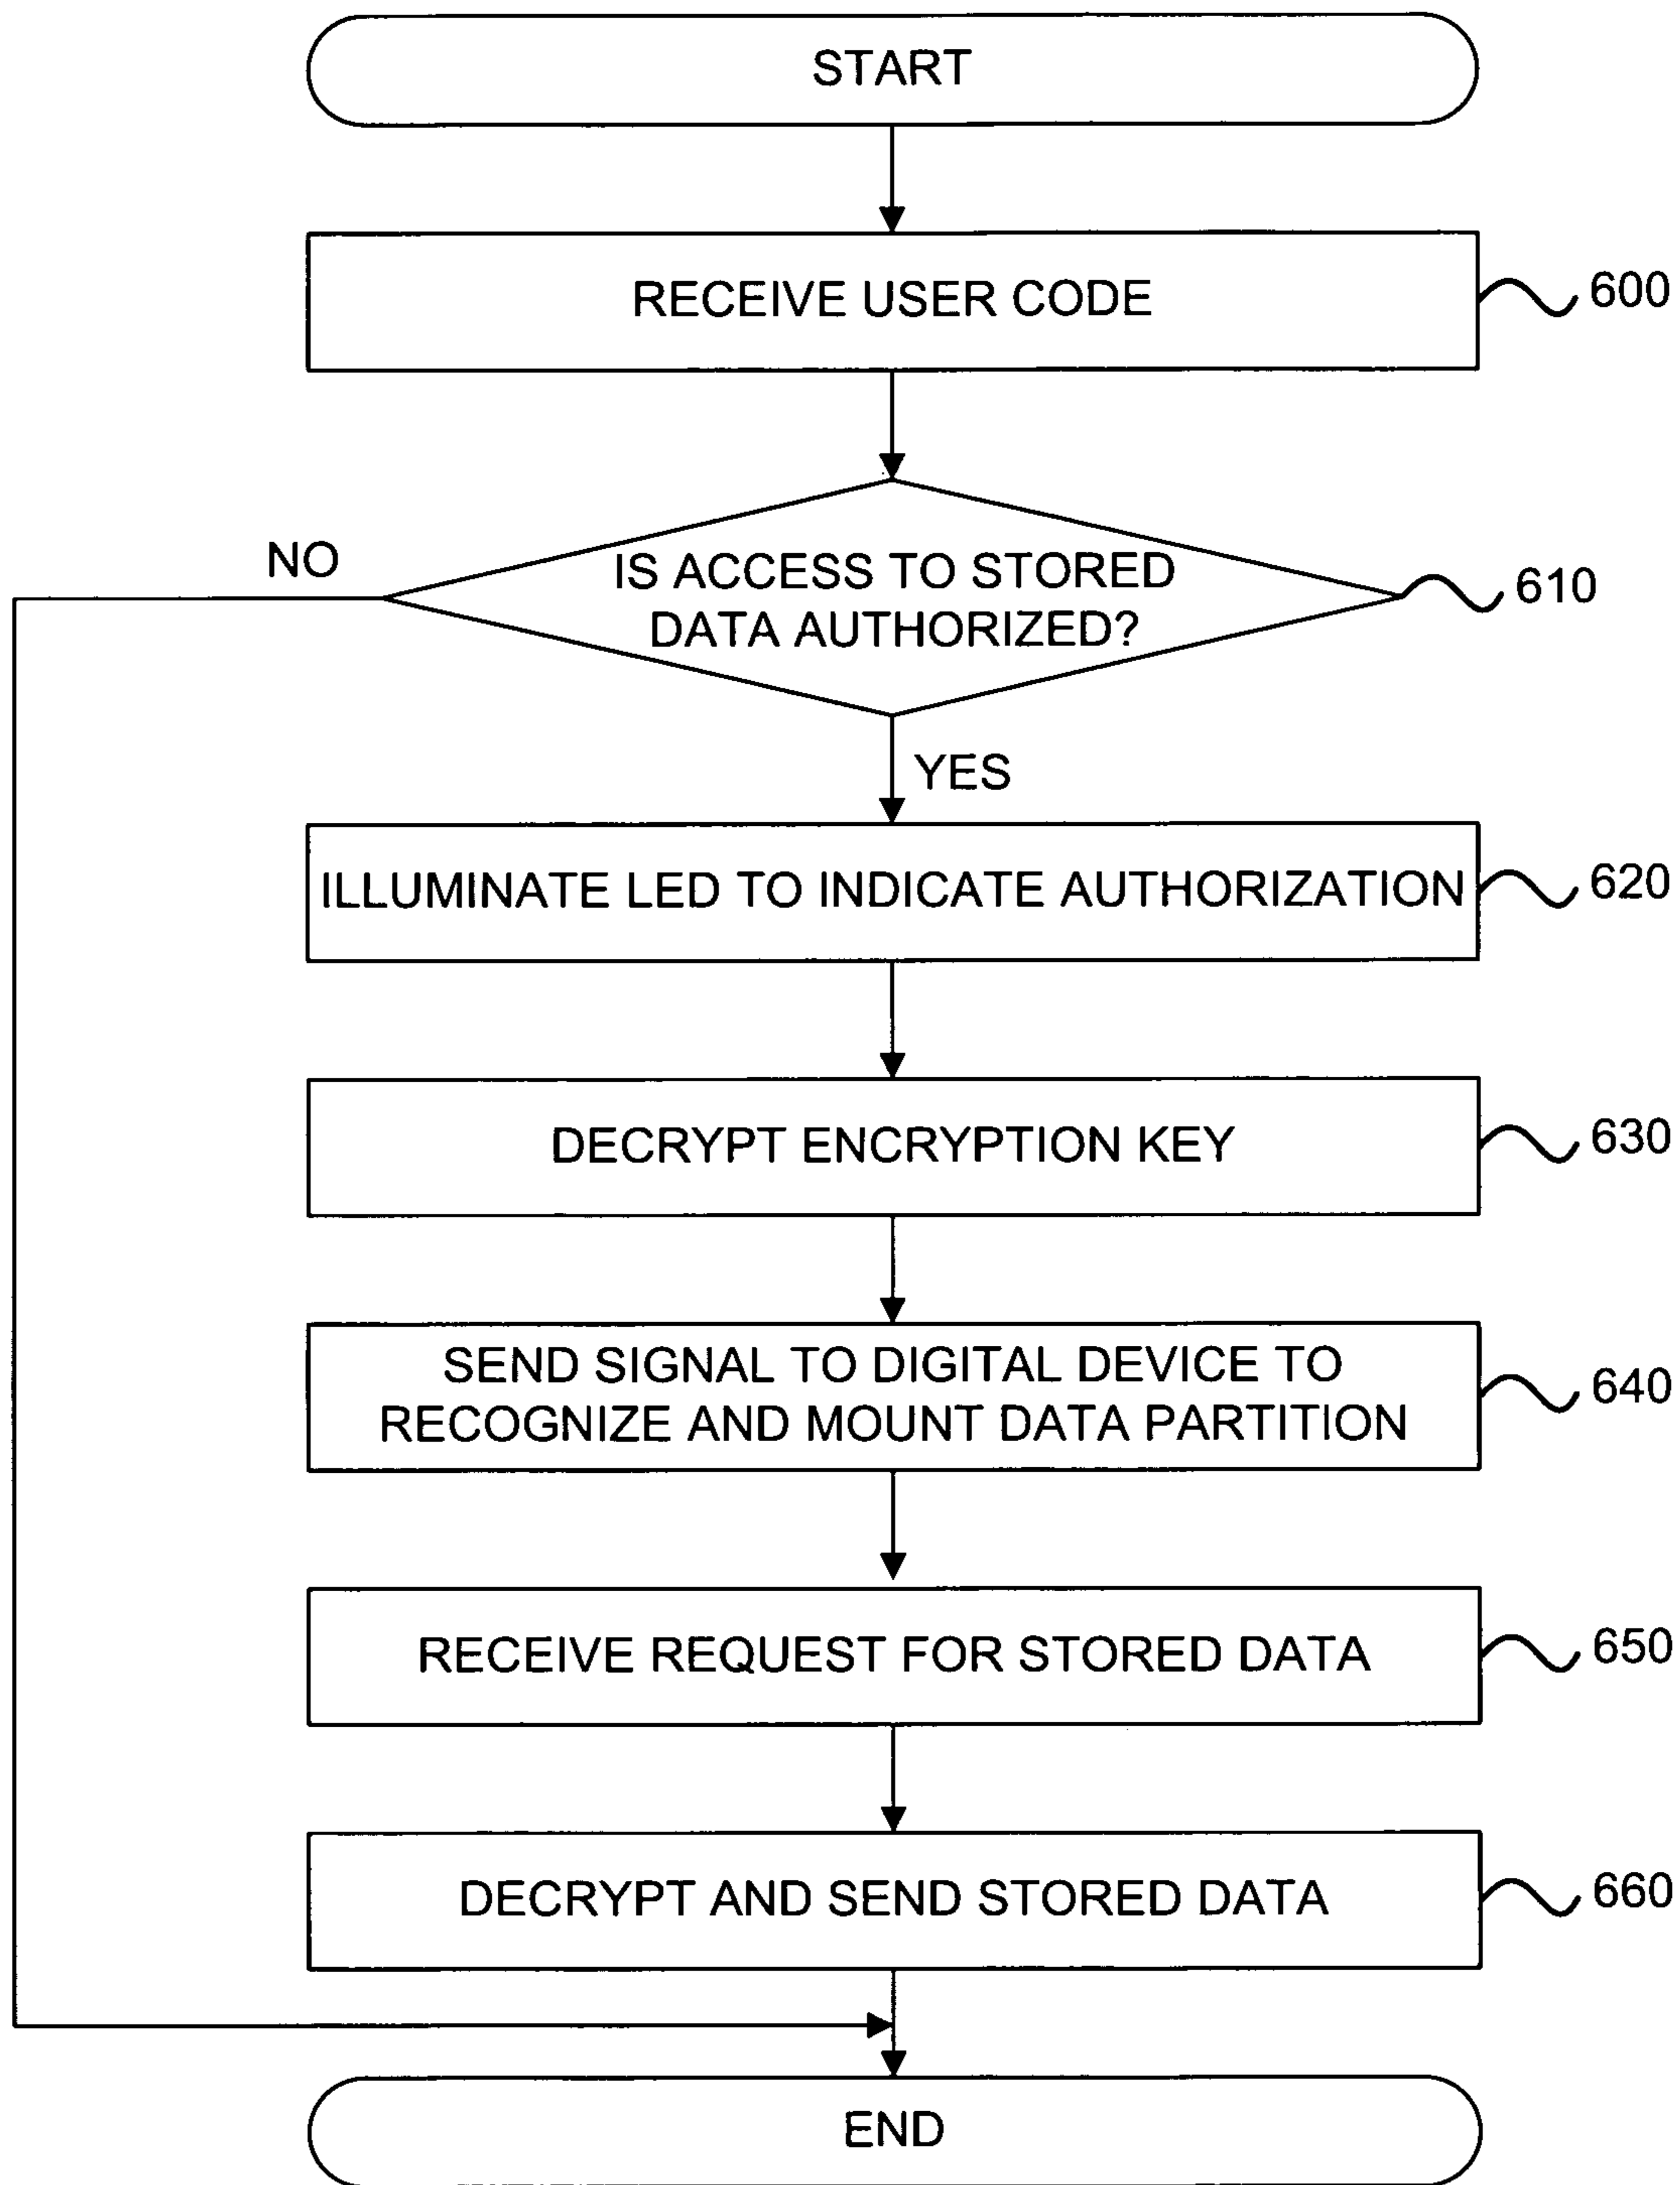 START
RECEIVE USER CODE
600
NO
IS ACCESS TO STORED
DATA AUTHORIZED?
610
YES
ILLUMINATE LED TO INDICATE AUTHORIZATION
620
DECRYPT ENCRYPTION KEY
630
SEND SIGNAL TO DIGITAL DEVICE TO
RECOGNIZE AND MOUNT DATA PARTITION
640
RECEIVE REQUEST FOR STORED DATA
650
DECRYPT AND SEND STORED DATA
660
END